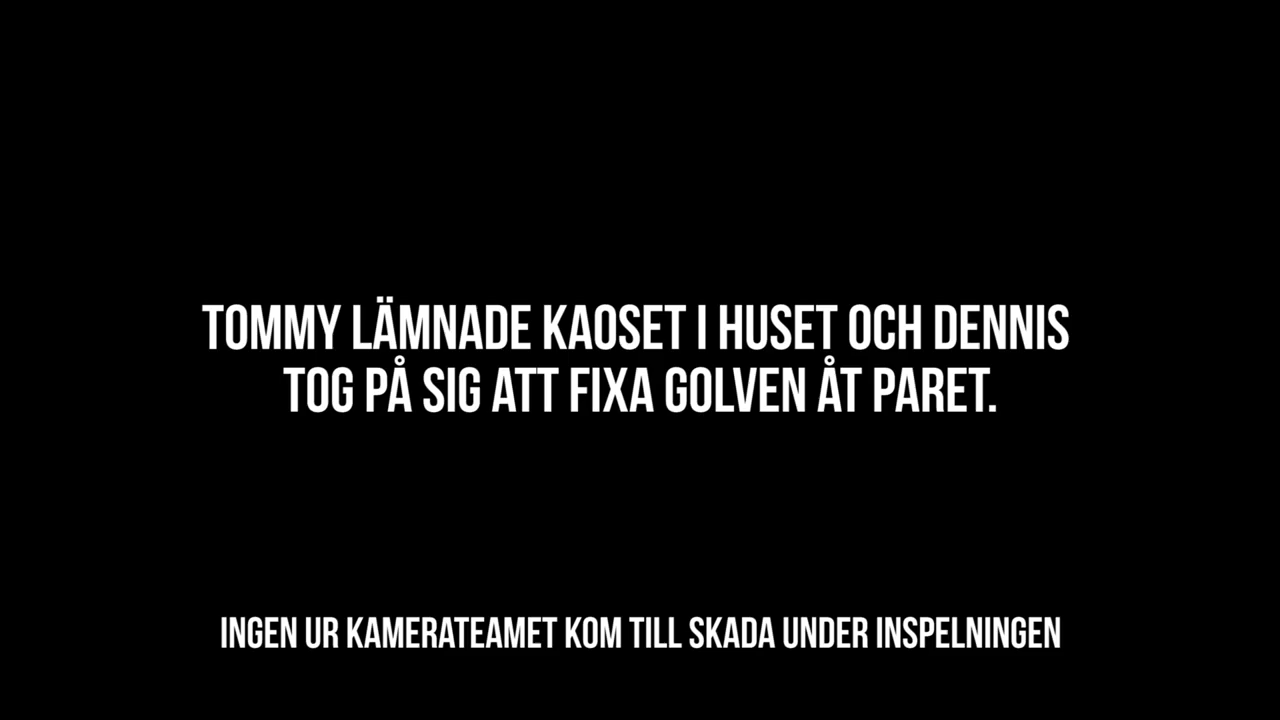 TOMMY LÄMNADE KAOSET I HUSET OCH DENNIS
TOG PÅ SIG ATT FIXA GOLVEN ÅT PARET.
INGEN UR KAMERATEAMET KOM TILL SKADA UNDER INSPELNINGEN